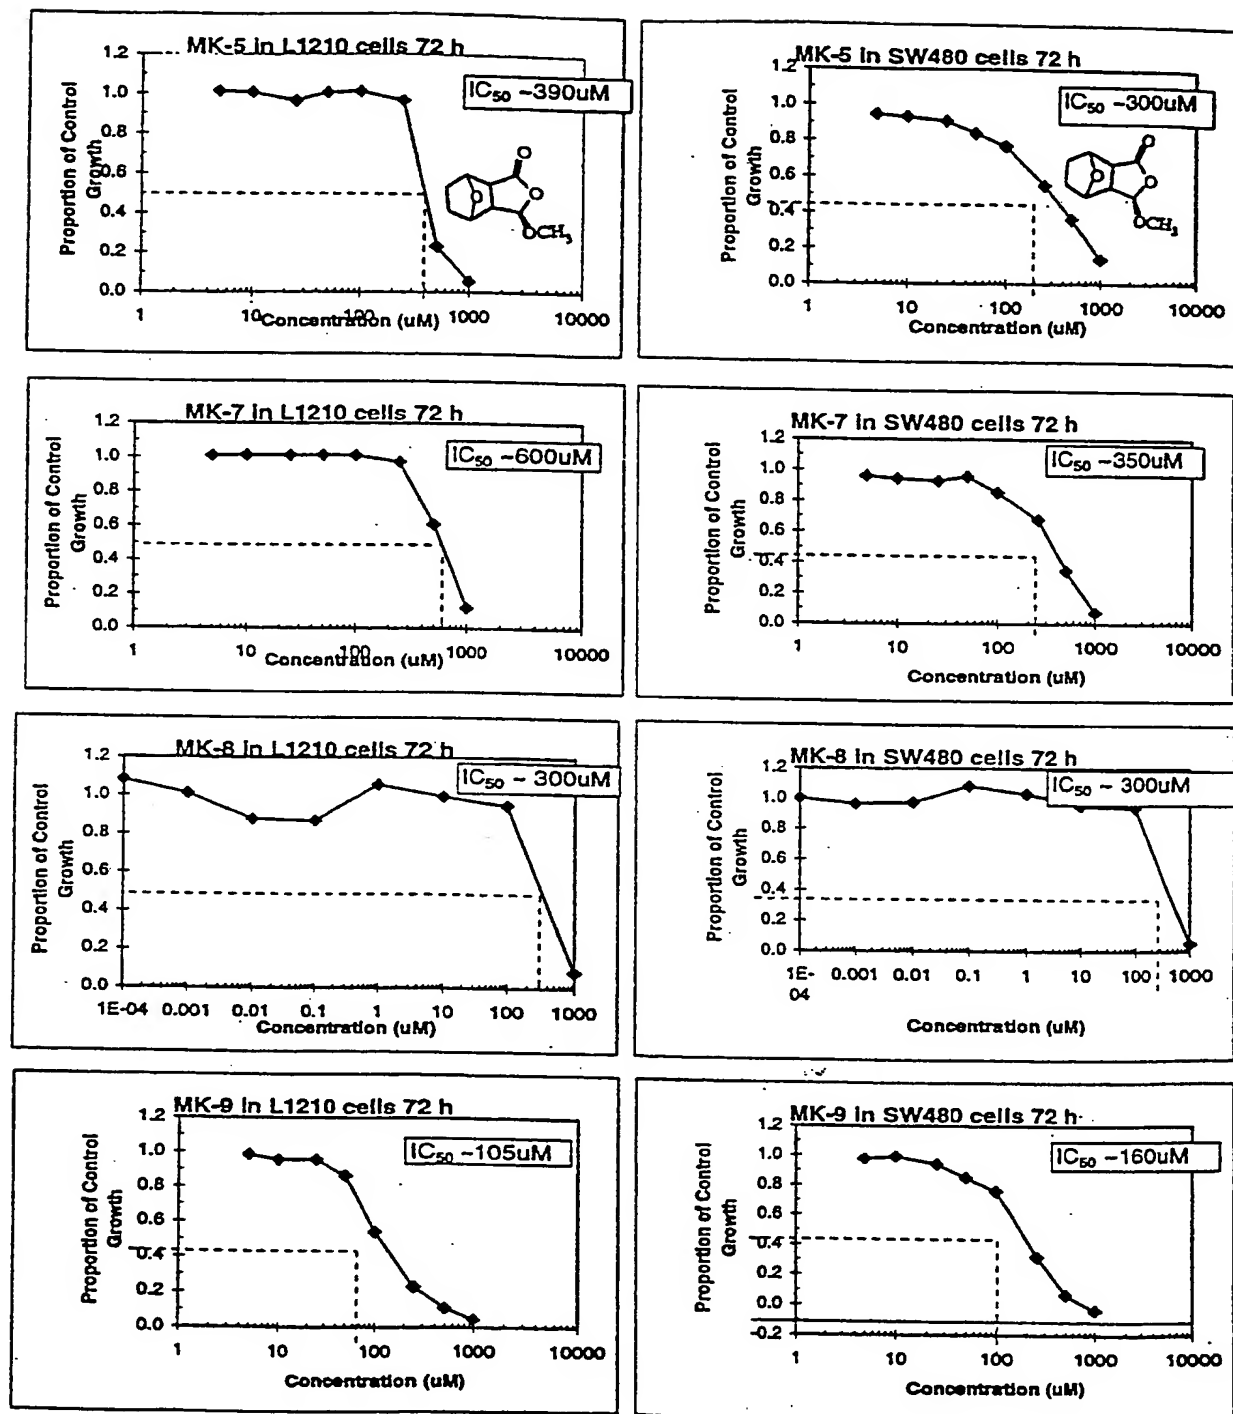 MK-5 in L1210 cells 72 h
IC50 ~390uM
Proportion of Control
Growth
1.2
1.0
0.8
0.6
0.4
0.2
0.0
O
O
O
OCH3
1 10 100 1000 10000
Concentration (uM)
MK-5 in SW480 cells 72 h
IC50 ~300uM
Proportion of Control
Growth
1.2
1.0
0.8
0.6
0.4
0.2
0.0
O
O
O
OCH3
1 10 100 1000 10000
Concentration (uM)
MK-7 in L1210 cells 72 h
IC50 ~600uM
Proportion of Control
Growth
1.2
1.0
0.8
0.6
0.4
0.2
0.0
1 10 100 1000 10000
Concentration (uM)
MK-7 in SW480 cells 72 h
IC50 ~350uM
Proportion of Control
Growth
1.2
1.0
0.8
0.6
0.4
0.2
0.0
1 10 100 1000 10000
Concentration (uM)
MK-8 in L1210 cells 72 h
IC50 ~ 300uM
Proportion of Control
Growth
1.2
1.0
0.8
0.6
0.4
0.2
0.0
1E-04 0.001 0.01 0.1 1 10 100 1000
Concentration (uM)
MK-8 in SW480 cells 72 h
IC50 ~ 300uM
Proportion of Control
Growth
1.2
1.0
0.8
0.6
0.4
0.2
0.0
1E- 0.001 0.01 0.1 1 10 100 1000
04
Concentration (uM)
MK-9 in L1210 cells 72 h
IC50 ~105uM
Proportion of Control
Growth
1.2
1.0
0.8
0.6
0.4
0.2
0.0
1 10 100 1000 10000
Concentration (uM)
MK-9 in SW480 cells 72 h
IC50 ~160uM
Proportion of Control
Growth
1.2
1.0
0.8
0.6
0.4
0.2
0.0
-0.2
1 10 100 1000 10000
Concentration (uM)